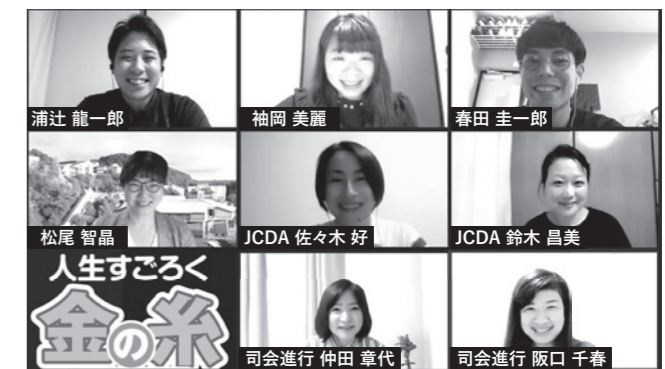 浦辻 龍一郎
袖岡 美麗
春田 圭一郎
松尾 智晶
JCDA 佐々木 好
JCDA 鈴木 昌美
人生すごろく
金の糸
司会進行 仲田 章代
司会進行 阪口 千春